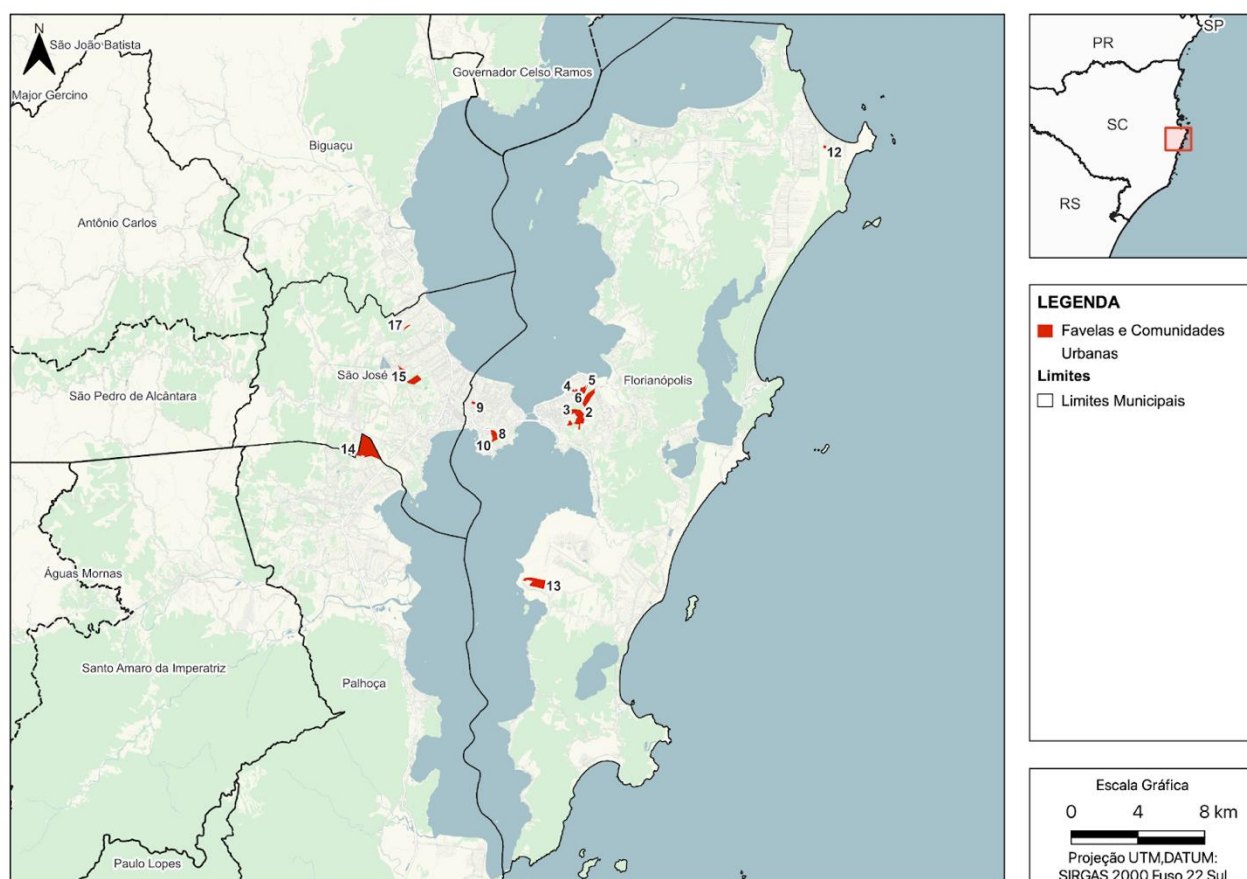 N
São João Batista
Major Gercino
Governador Celso Ramos
Biguaçu
12
Antônio Carlos
17
São José
15
São Pedro de Alcântara
4
5
Florianópolis
6
9
3
2
8
10
14
13
Águas Mornas
Santo Amaro da Imperatriz
Palhoça
Paulo Lopes
SP
PR
SC
RS
LEGENDA
Favelas e Comunidades
Urbanas
Limites
Limites Municipais
Escala Gráfica
0 4 8 km
Projeção UTM,DATUM:
SIRGAS 2000 Fuso 22 Sul